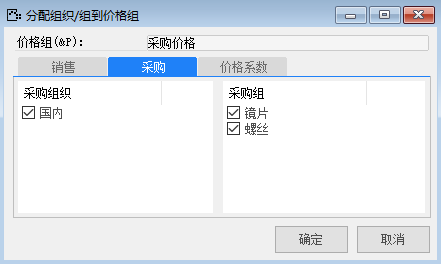 分配组织/组到价格组
价格组(&P): 采购价格
销售 采购 价格系数
采购组织 采购组
国内 镜片
螺丝
确定 取消